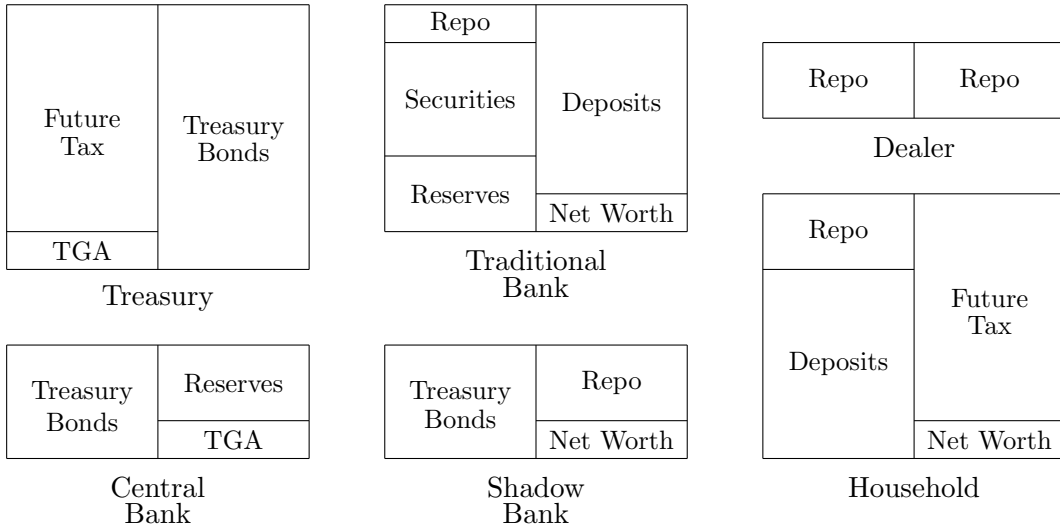 Future
Tax
TGA
Treasury
Bonds
Treasury
Repo
Securities
Reserves
Deposits
Net Worth
Traditional
Bank
Repo
Repo
Dealer
Treasury
Bonds
Reserves
TGA
Central
Bank
Treasury
Bonds
Repo
Net Worth
Shadow
Bank
Repo
Deposits
Future
Tax
Net Worth
Household